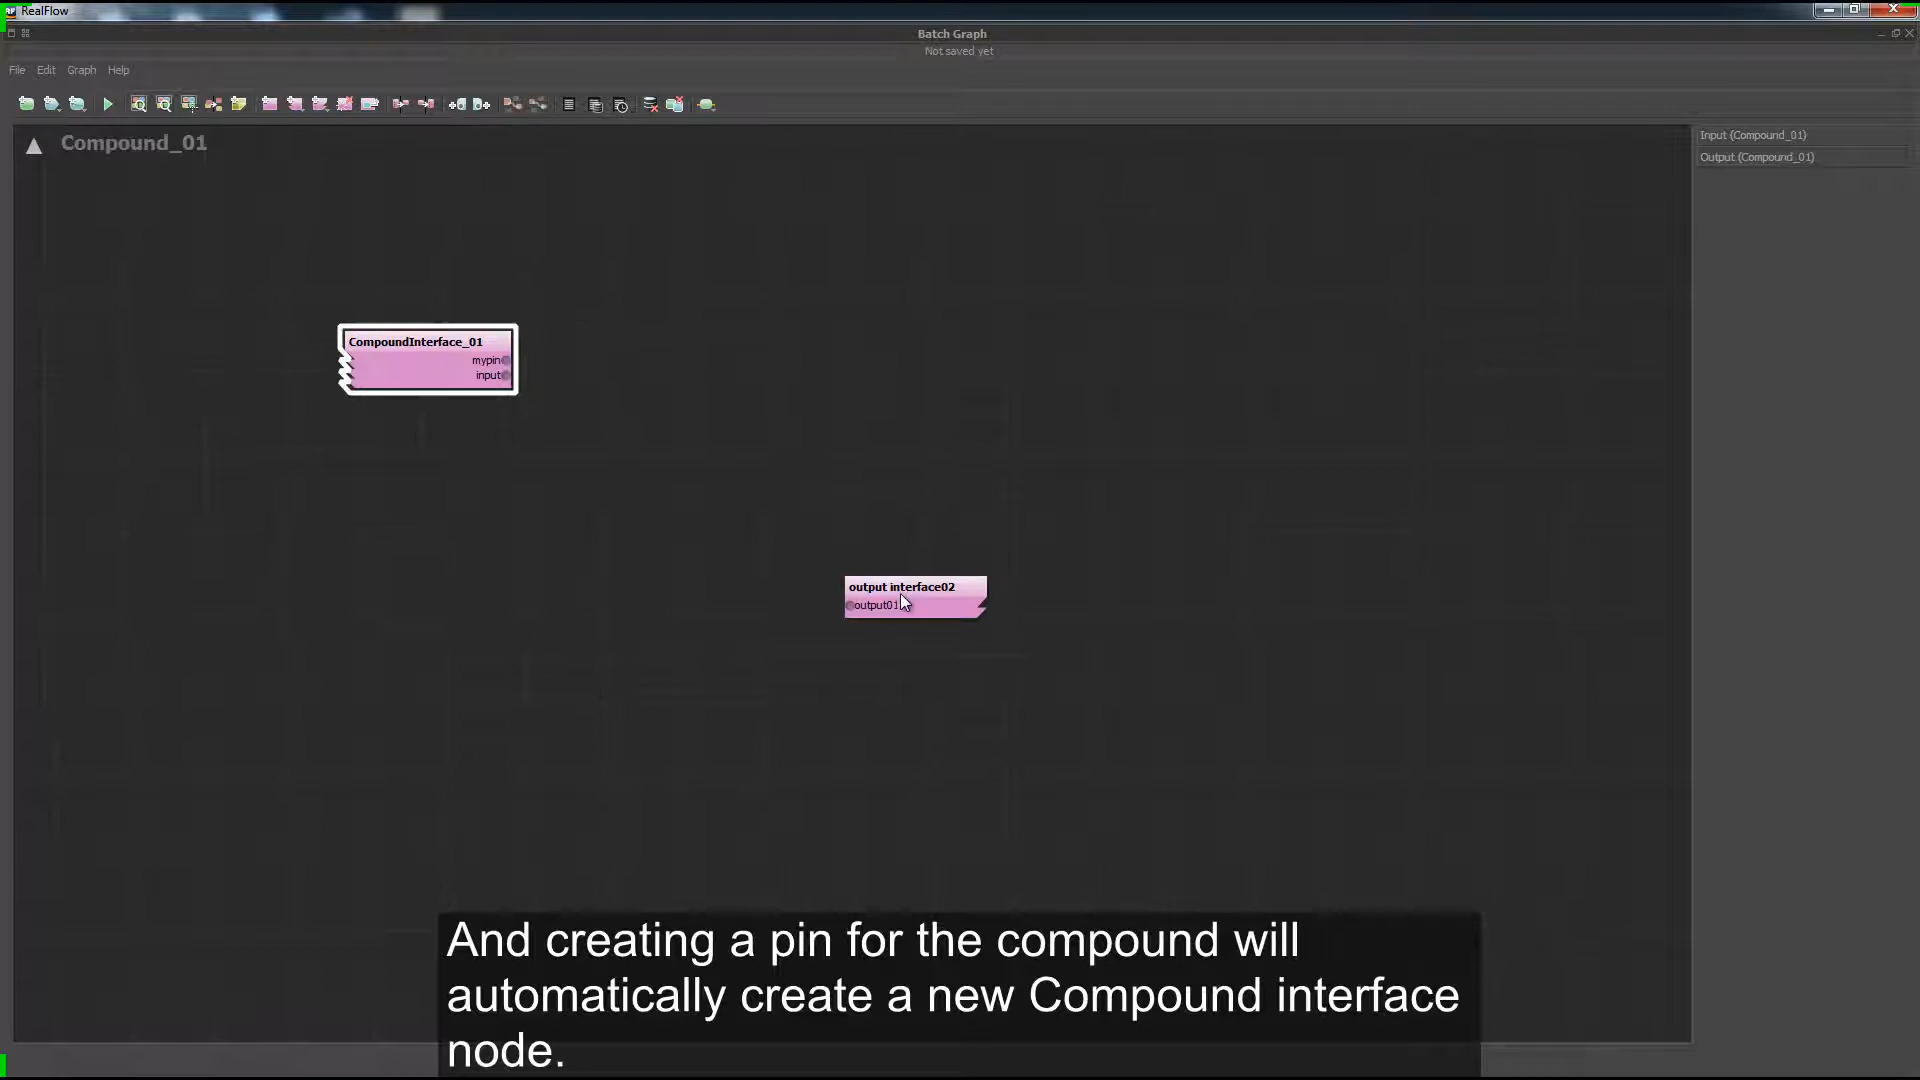 RealFlow
Batch Graph
Not saved yet
File Edit Graph Help
Compound_01
Input (Compound_01)
Output (Compound_01)
CompoundInterface_01
mypin
input
output interface02
output01
And creating a pin for the compound will
automatically create a new Compound interface
node.